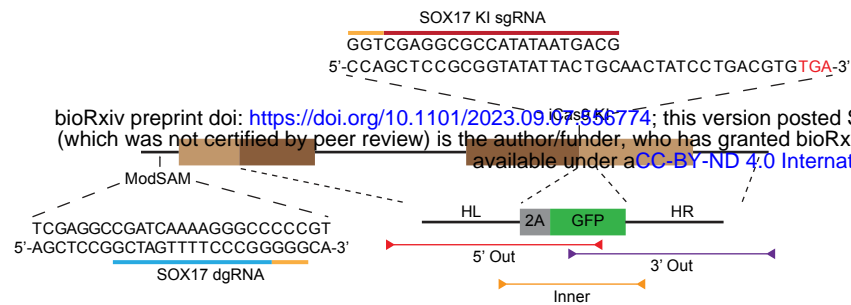 SOX17 KI sgRNA
GGTCGAGGCGCCATATAATGACG
5'-CCAGCTCCGCGGTATATTACTGCAACTATCCTGACGTGTGA-3'
bioRxiv preprint doi: https://doi.org/10.1101/2023.09.07.556774; this version posted S
(which was not certified by peer review) is the author/funder, who has granted bioRx
available under aCC-BY-ND 4.0 Internat
ModSAM
HL 2A GFP HR
TCGAGGCCGATCAAAAGGGCCCCCGT
5'-AGCTCCGGCTAGTTTTCCCGGGGGCA-3'
SOX17 dgRNA
5' Out
3' Out
Inner